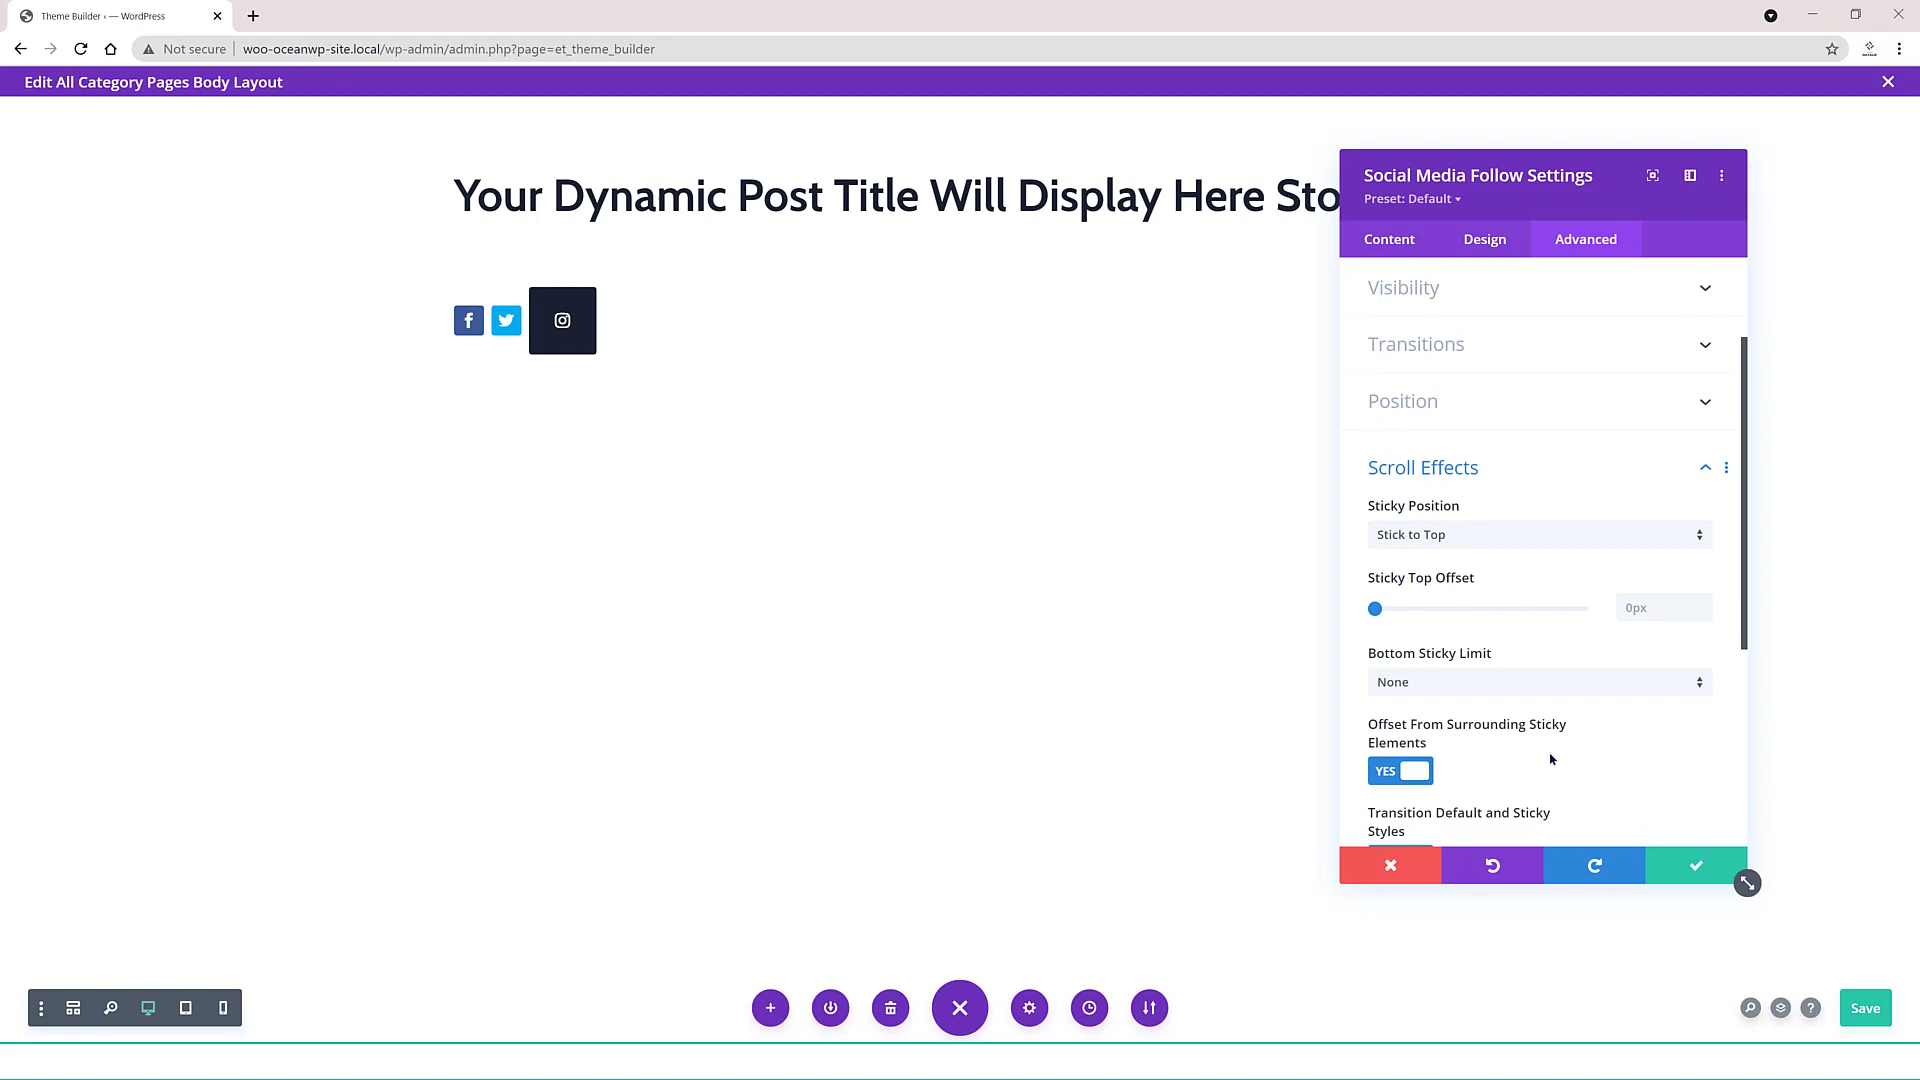 Theme Builder ‹ — WordPress
Not secure
woo-oceanwp-site.local/wp-admin/admin.php?page=et_theme_builder
Edit All Category Pages Body Layout
Your Dynamic Post Title Will Display Here Sto
Social Media Follow Settings
Preset: Default
Content
Design
Advanced
Visibility
Transitions
Position
Scroll Effects
Sticky Position
Stick to Top
Sticky Top Offset
0px
Bottom Sticky Limit
None
Offset From Surrounding Sticky
Elements
YES
Transition Default and Sticky
Styles
Save